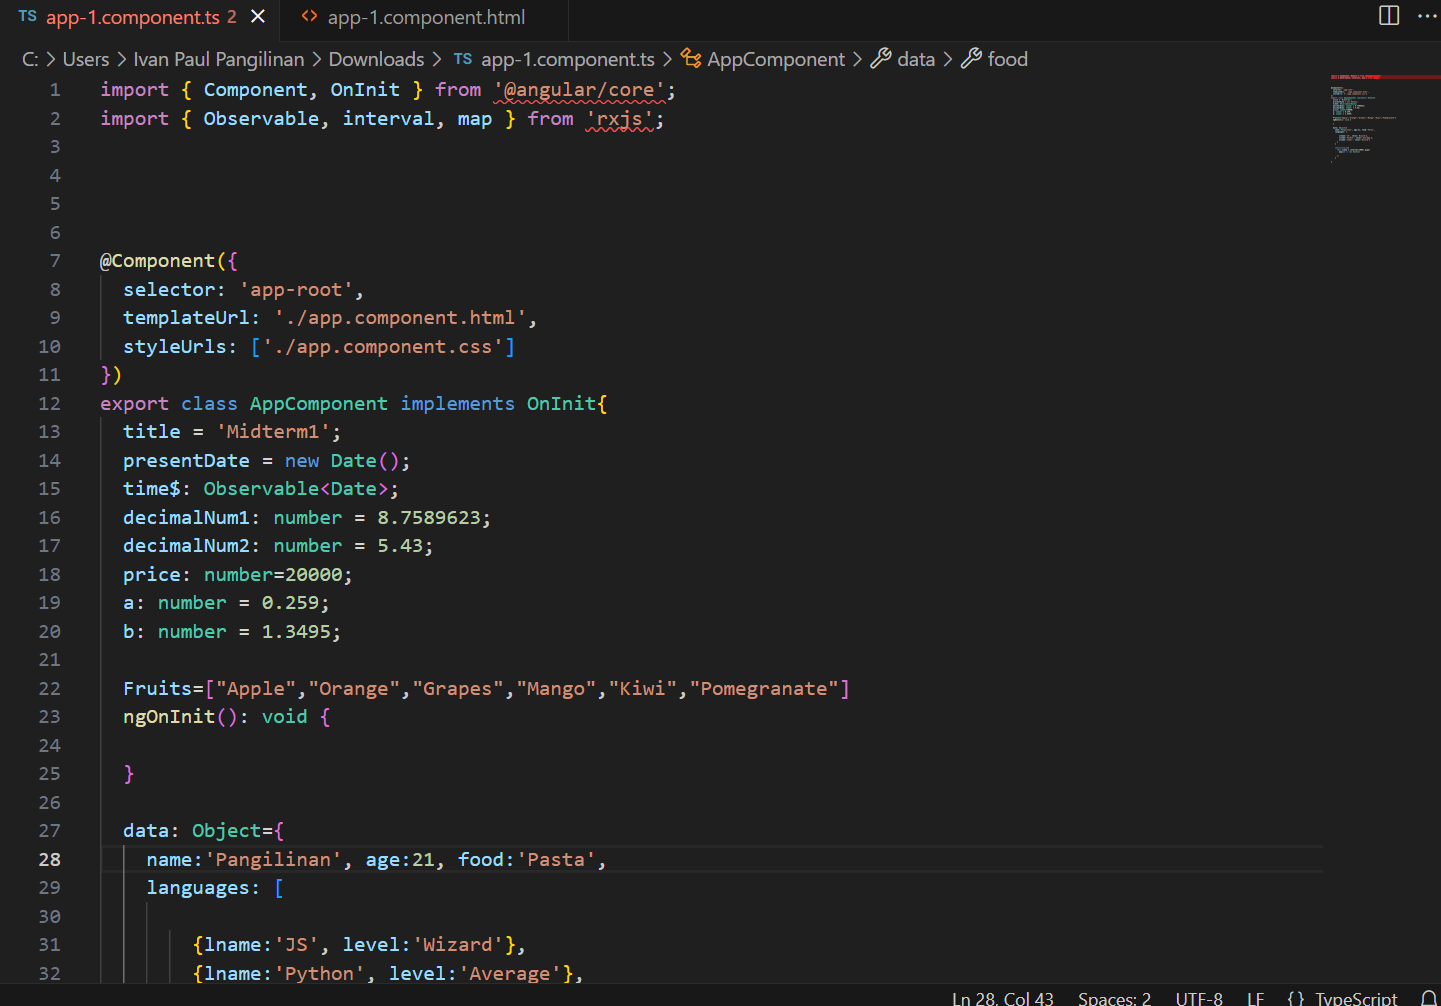 TS app-1.component.ts 2 × <> app-1.component.html ···
C: > Users > Ivan Paul Pangilinan > Downloads > TS app-1.component.ts > AppComponent > data > food
1 import { Component, OnInit } from '@angular/core';
2 import { Observable, interval, map } from 'rxjs';
3
4
5
6
7 @Component({
8 selector: 'app-root',
9 templateUrl: './app.component.html',
10 styleUrls: ['./app.component.css']
11 })
12 export class AppComponent implements OnInit{
13 title = 'Midterm1';
14 presentDate = new Date();
15 time$: Observable<Date>;
16 decimalNum1: number = 8.7589623;
17 decimalNum2: number = 5.43;
18 price: number=20000;
19 a: number = 0.259;
20 b: number = 1.3495;
21
22 Fruits=["Apple","Orange","Grapes","Mango","Kiwi","Pomegranate"]
23 ngOnInit(): void {
24
25 }
26
27 data: Object={
28 name:'Pangilinan', age:21, food:'Pasta',
29 languages: [
30
31 {lname:'JS', level:'Wizard'},
32 {lname:'Python', level:'Average'},
Ln 28, Col 43 Spaces: 2 UTF-8 LF {} TypeScript